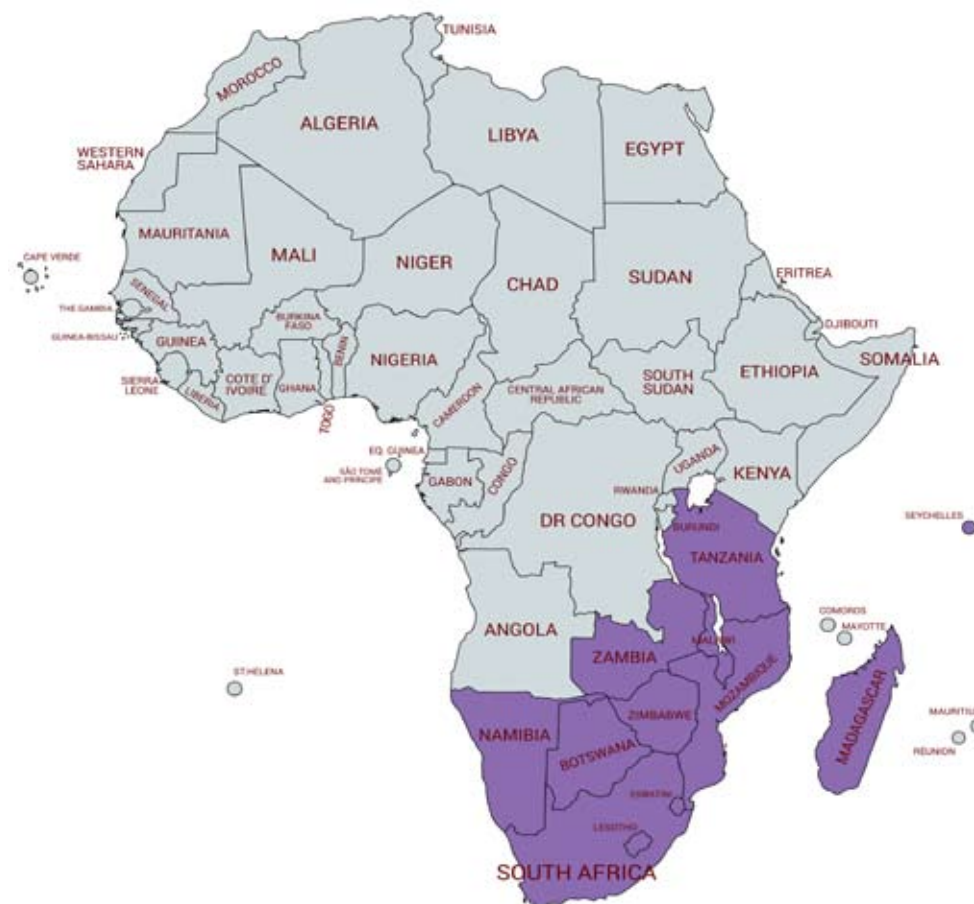 TUNISIA
MOROCCO
ALGERIA
LIBYA
EGYPT
WESTERN
SAHARA
MAURITANIA
MALI
NIGER
CHAD
SUDAN
ERITREA
CAPE VERDE
SENEGAL
THE GAMBIA
GUINEA-BISSAU
GUINEA
BURKINA
FASO
BENIN
NIGERIA
DJIBOUTI
SOMALIA
SIERRA
LEONE
LIBERIA
COTE D'
IVOIRE
GHANA
TOGO
CAMEROON
CENTRAL AFRICAN
REPUBLIC
SOUTH
SUDAN
ETHIOPIA
EQ. GUINEA
SÃO TOMÉ
AND PRINCIPE
GABON
CONGO
UGANDA
KENYA
RWANDA
DR CONGO
BURUNDI
SEYCHELLES
TANZANIA
COMOROS
MAYOTTE
ANGOLA
MALAWI
ZAMBIA
ST.HELENA
MOZAMBIQUE
MADAGASCAR
ZIMBABWE
MAURITIU
NAMIBIA
BOTSWANA
REUNION
ESWATINI
LESOTHO
SOUTH AFRICA